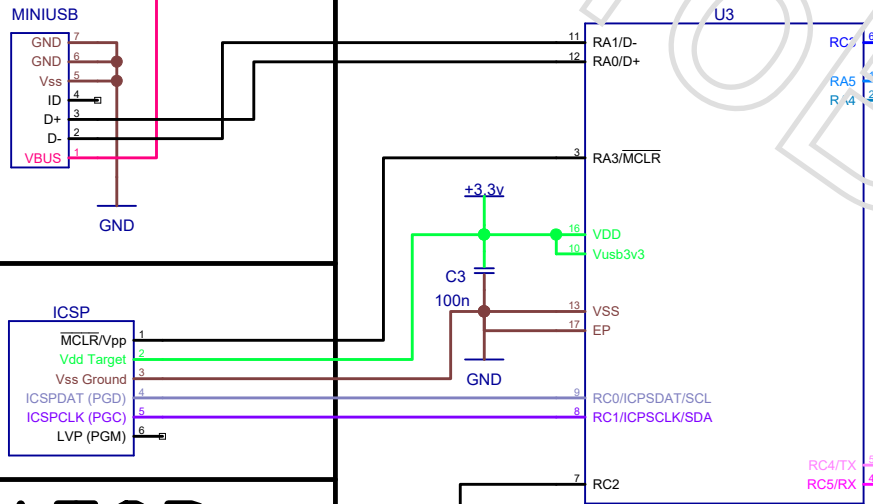 MINIUSB
GND 7
GND 6
Vss 5
ID 4
D+ 3
D- 2
VBUS 1
GND
ICSP
MCLR/Vpp 1
Vdd Target 2
Vss Ground 3
ICSPDAT (PGD) 4
ICSPCLK (PGC) 5
LVP (PGM) 6
+3.3v
C3
100n
GND
U3
11 RA1/D-
12 RA0/D+
3 RA3/MCLR
16 VDD
10 Vusb3v3
13 VSS
17 EP
9 RC0/ICPSDAT/SCL
8 RC1/ICPSCLK/SDA
7 RC2
RA5
RC4/TX
RC5/RX 4